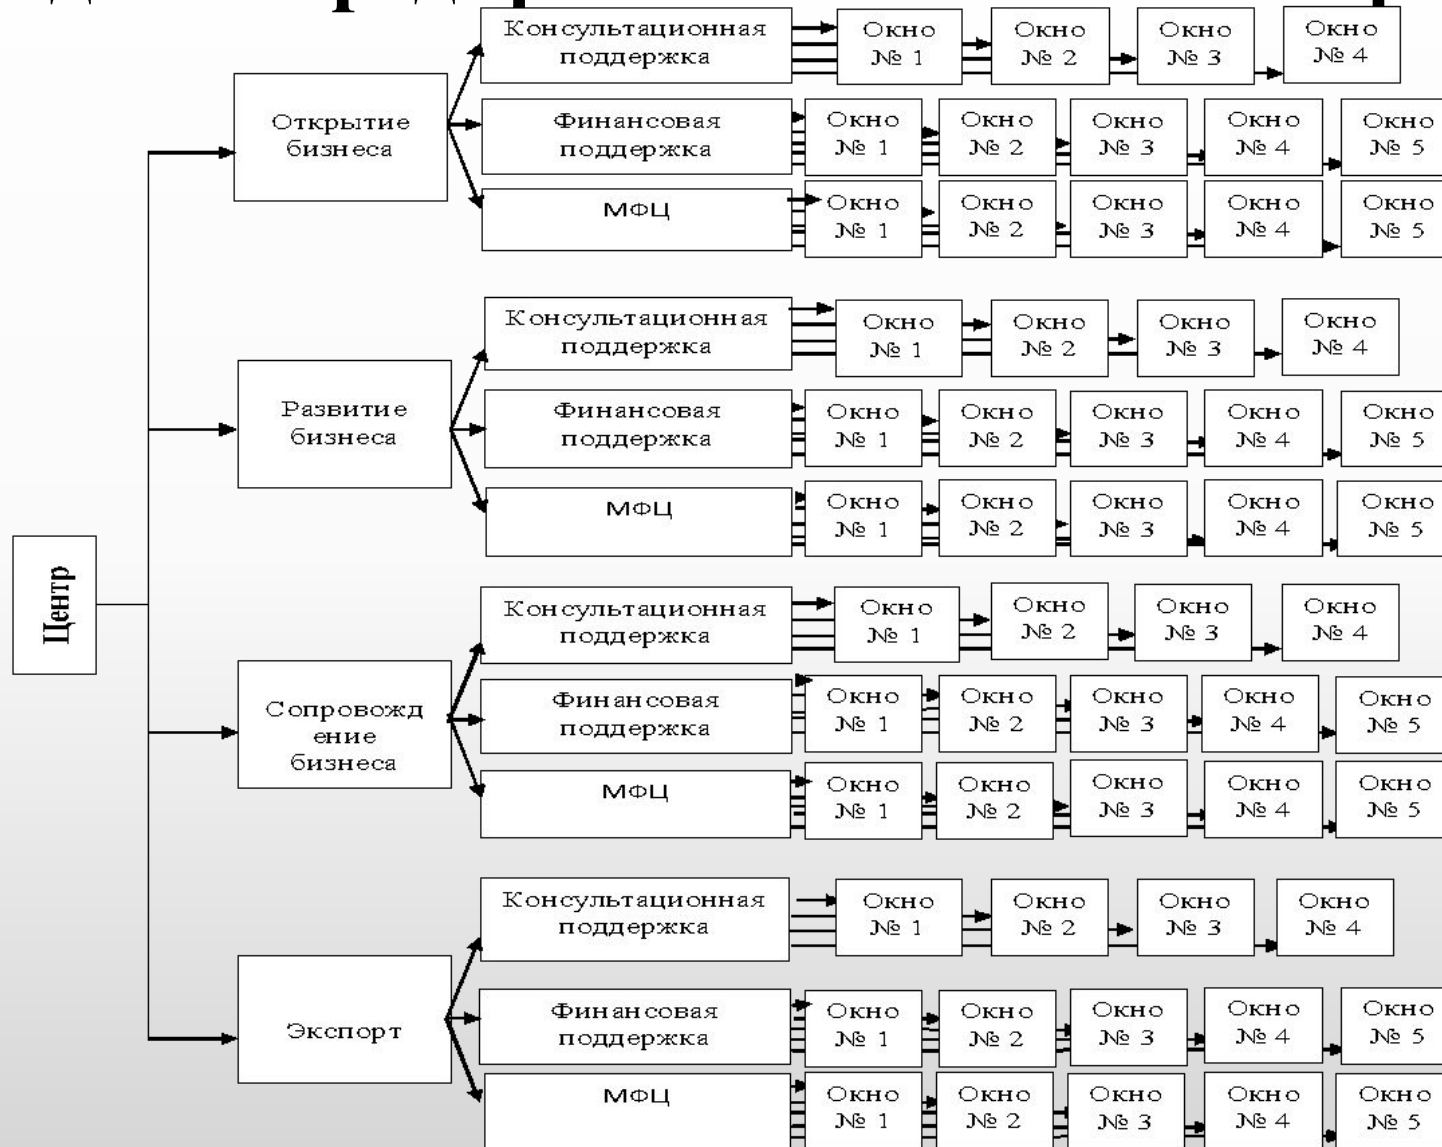 Консультационная
поддержка
Окно
№ 1
Окно
№ 2
Окно
№ 3
Окно
№ 4
Открытие
бизнеса
Финансовая
поддержка
Окно
№ 1
Окно
№ 2
Окно
№ 3
Окно
№ 4
Окно
№ 5
МФЦ
Окно
№ 1
Окно
№ 2
Окно
№ 3
Окно
№ 4
Окно
№ 5
Консультационная
поддержка
Окно
№ 1
Окно
№ 2
Окно
№ 3
Окно
№ 4
Развитие
бизнеса
Финансовая
поддержка
Окно
№ 1
Окно
№ 2
Окно
№ 3
Окно
№ 4
Окно
№ 5
МФЦ
Окно
№ 1
Окно
№ 2
Окно
№ 3
Окно
№ 4
Окно
№ 5
Центр
Консультационная
поддержка
Окно
№ 1
Окно
№ 2
Окно
№ 3
Окно
№ 4
Сопровожд
ение
бизнеса
Финансовая
поддержка
Окно
№ 1
Окно
№ 2
Окно
№ 3
Окно
№ 4
Окно
№ 5
МФЦ
Окно
№ 1
Окно
№ 2
Окно
№ 3
Окно
№ 4
Окно
№ 5
Консультационная
поддержка
Окно
№ 1
Окно
№ 2
Окно
№ 3
Окно
№ 4
Экспорт
Финансовая
поддержка
Окно
№ 1
Окно
№ 2
Окно
№ 3
Окно
№ 4
Окно
№ 5
МФЦ
Окно
№ 1
Окно
№ 2
Окно
№ 3
Окно
№ 4
Окно
№ 5